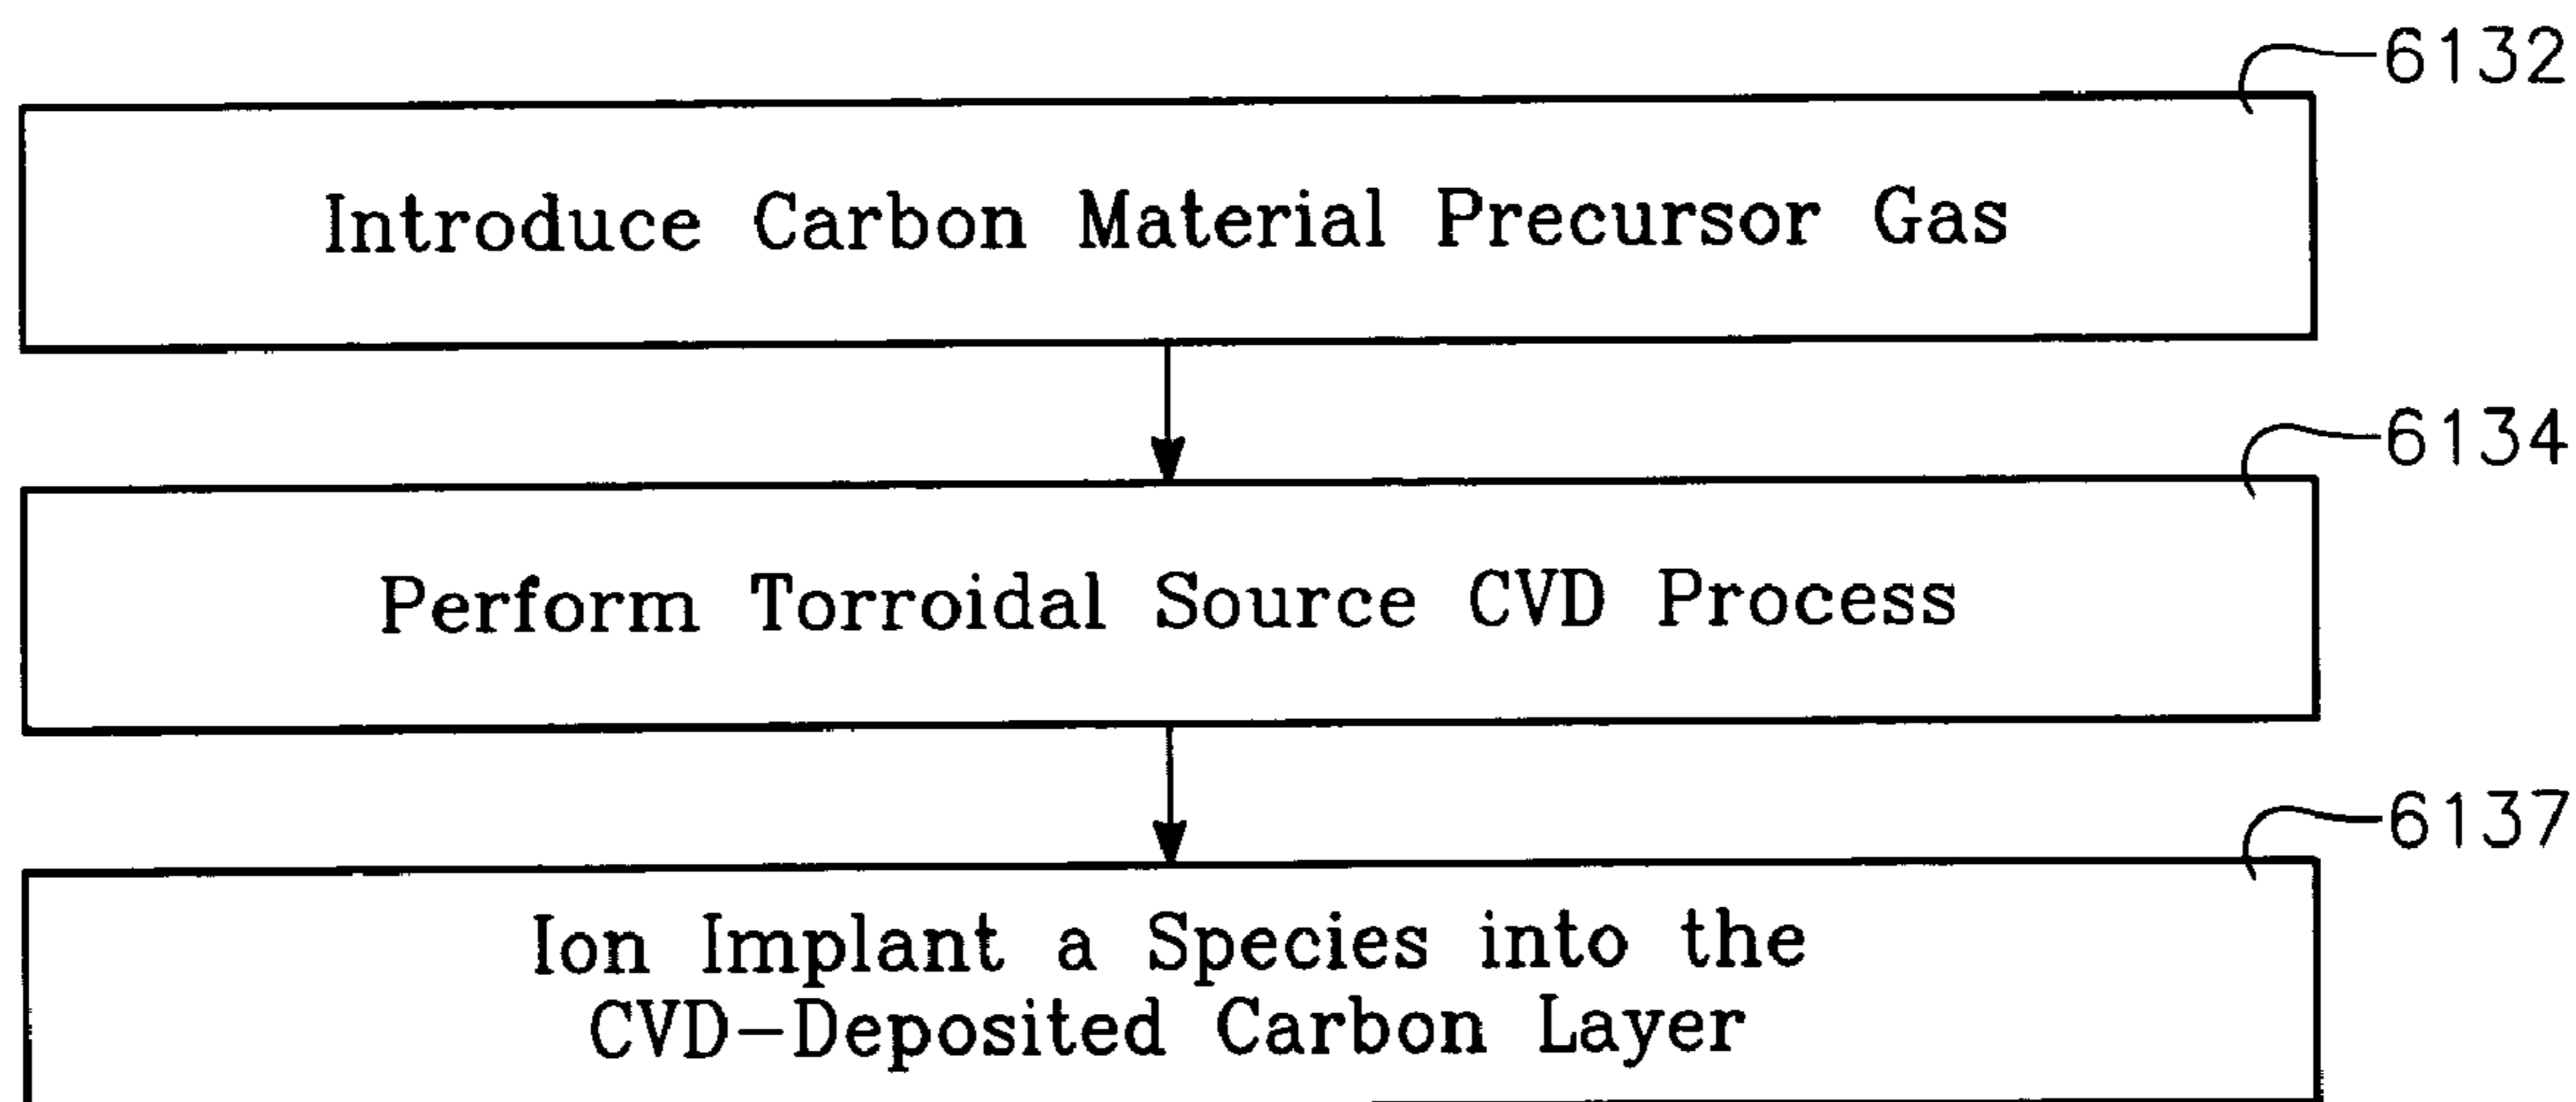 6132
Introduce Carbon Material Precursor Gas
6134
Perform Torroidal Source CVD Process
6137
Ion Implant a Species into the
CVD-Deposited Carbon Layer